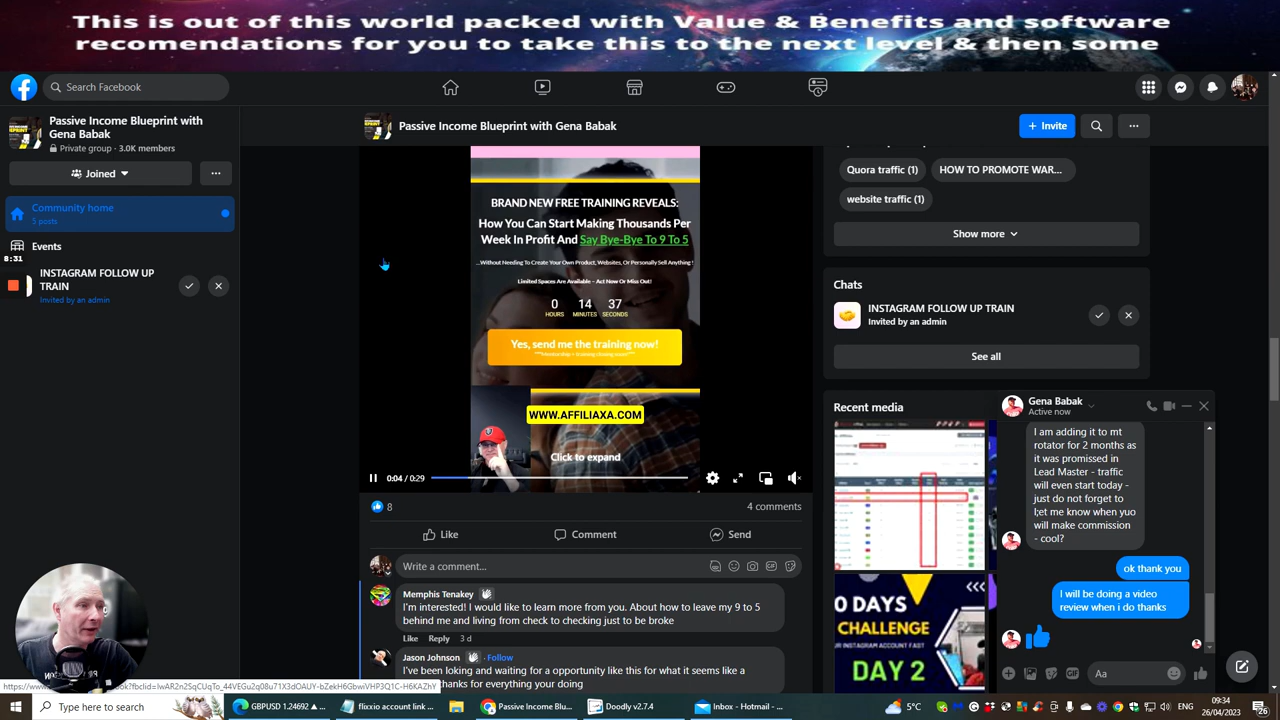 This is out of this world packed with Value & Benefits and software
recomendations for you to take this to the next level & then some
Search Facebook
Passive Income Blueprint with
Gena Babak
Private group · 3.0K members
Joined
Community home
5 posts
Events
8:31
INSTAGRAM FOLLOW UP
TRAIN
Invited by an admin
Passive Income Blueprint with Gena Babak
Invite
BRAND NEW FREE TRAINING REVEALS:
How You Can Start Making Thousands Per
Week In Profit And Say Bye-Bye To 9 To 5
...Without Needing To Create Your Own Product, Websites, Or Personally Sell Anything!
Limited Spaces Are Available – Act Now Or Miss Out!
0 14 37
HOURS MINUTES SECONDS
Yes, send me the training now!
WWW.AFFILIAXA.COM
Click to expand
0:04 / 0:29
8
4 comments
Like
Comment
Send
Write a comment...
Memphis Tenakey
I'm interested! I would like to learn more from you. About how to leave my 9 to 5
behind me and living from check to checking just to be broke
Like Reply 3 d
Jason Johnson · Follow
I've been loking and waiting for a opportunity like this for what it seems like a
hanks for everything your doing
Quora traffic (1)
HOW TO PROMOTE WAR...
website traffic (1)
Show more
Chats
INSTAGRAM FOLLOW UP TRAIN
Invited by an admin
See all
Recent media
0 DAYS
CHALLENGE
YOUR INSTAGRAM ACCOUNT FAST
DAY 2
Gena Babak
Active now
I am adding it to mt
rotator for 2 months as
it was promissed in
Lead Master - traffic
will even start today -
just do not forget to
let me know when yuo
will make commission
- cool?
ok thank you
I will be doing a video
review when i do thanks
Aa
Type here to search
GBPUSD 1.24692
flixxio account link ...
Passive Income Blu...
Doodly v2.7.4
Inbox - Hotmail - ...
5°C
ENG
09:34
26/04/2023